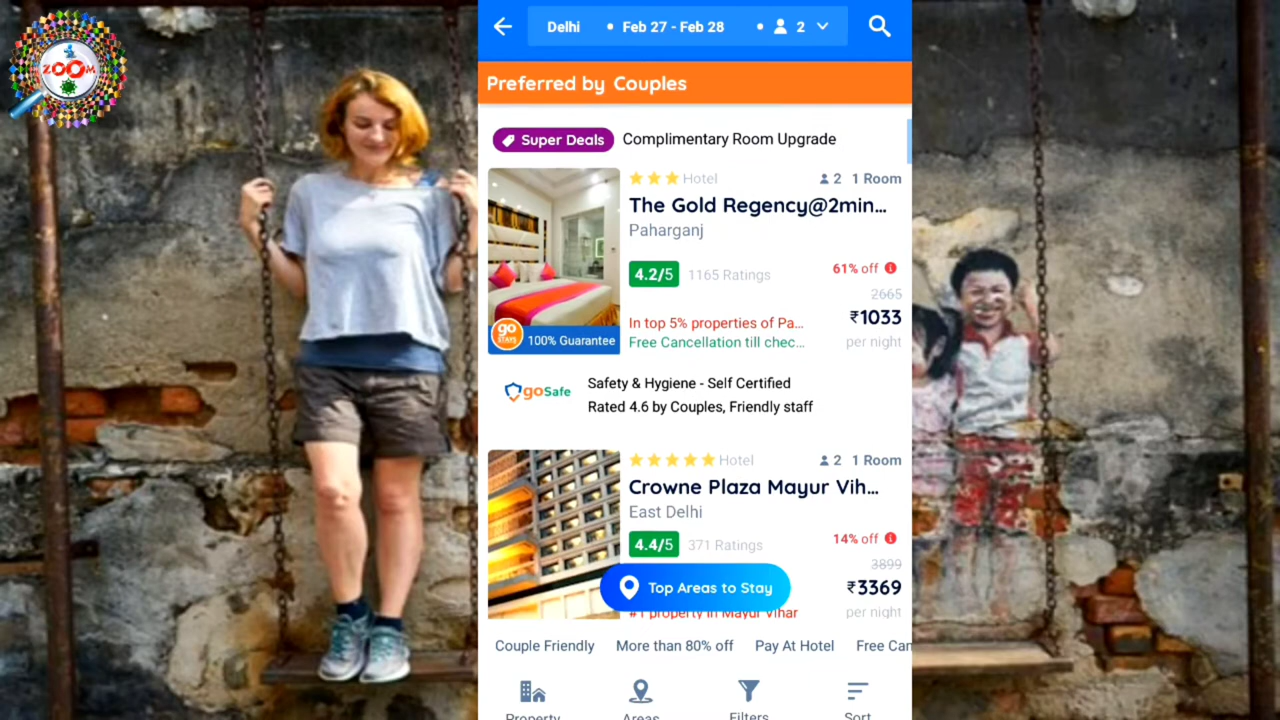 ZOOM
Delhi • Feb 27 - Feb 28 • 2
Preferred by Couples
Super Deals Complimentary Room Upgrade
Hotel 2 1 Room
The Gold Regency@2min...
Paharganj
4.2/5 1165 Ratings
61% off
2665
₹1033
per night
In top 5% properties of Pa...
Free Cancellation till chec...
go STAYS 100% Guarantee
goSafe
Safety & Hygiene - Self Certified
Rated 4.6 by Couples, Friendly staff
Hotel 2 1 Room
Crowne Plaza Mayur Vih...
East Delhi
4.4/5 371 Ratings
14% off
3899
₹3369
per night
Top Areas to Stay
#1 property in Mayur Vihar
Couple Friendly More than 80% off Pay At Hotel Free Can
Property Areas Filters Sort